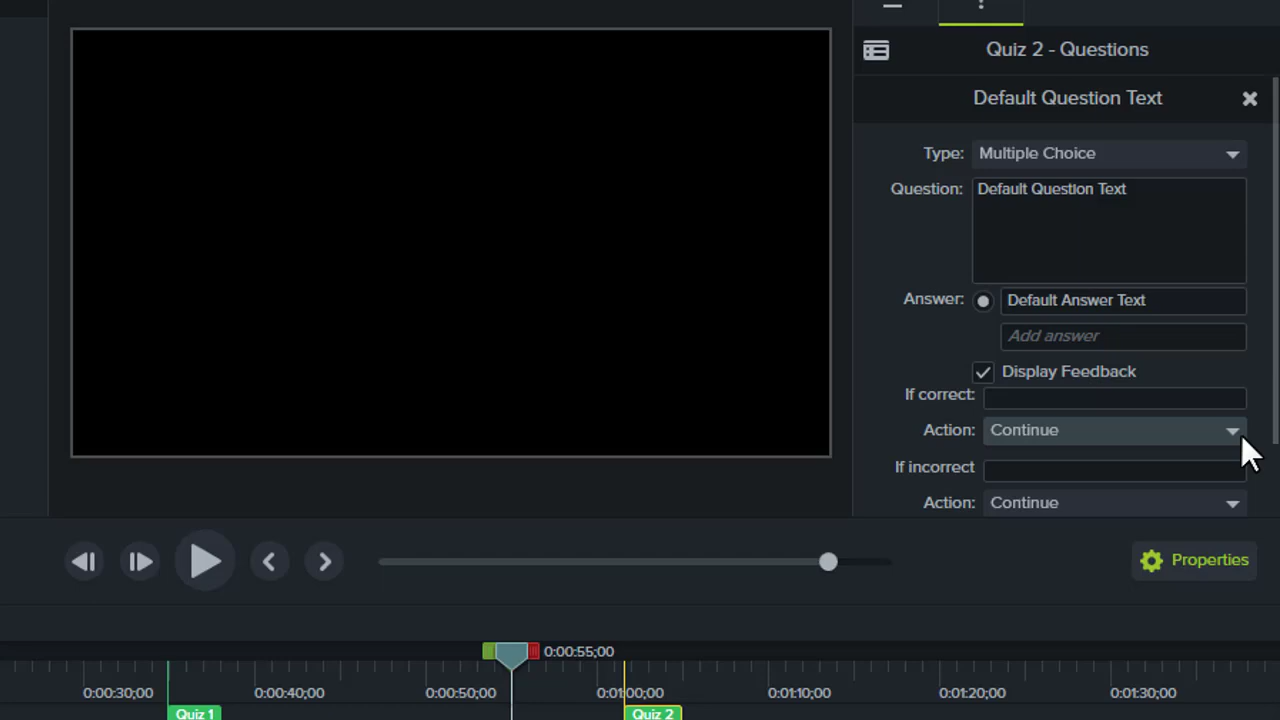 Quiz 2 - Questions
Default Question Text
Type: Multiple Choice
Question: Default Question Text
Answer: Default Answer Text
Add answer
Display Feedback
If correct:
Action: Continue
If incorrect
Action: Continue
Properties
0:00:55;00
0:00:30;00 0:00:40;00 0:00:50;00 0:01:00;00 0:01:10;00 0:01:20;00 0:01:30;00
Quiz 1 Quiz 2